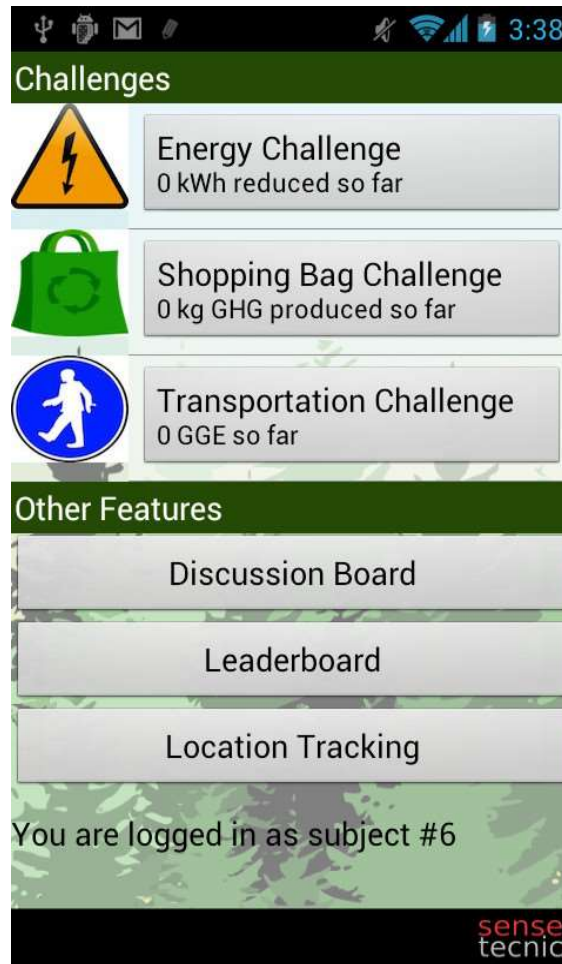 3:38
Challenges
Energy Challenge
0 kWh reduced so far
Shopping Bag Challenge
0 kg GHG produced so far
Transportation Challenge
0 GGE so far
Other Features
Discussion Board
Leaderboard
Location Tracking
You are logged in as subject #6
sense
tecnic